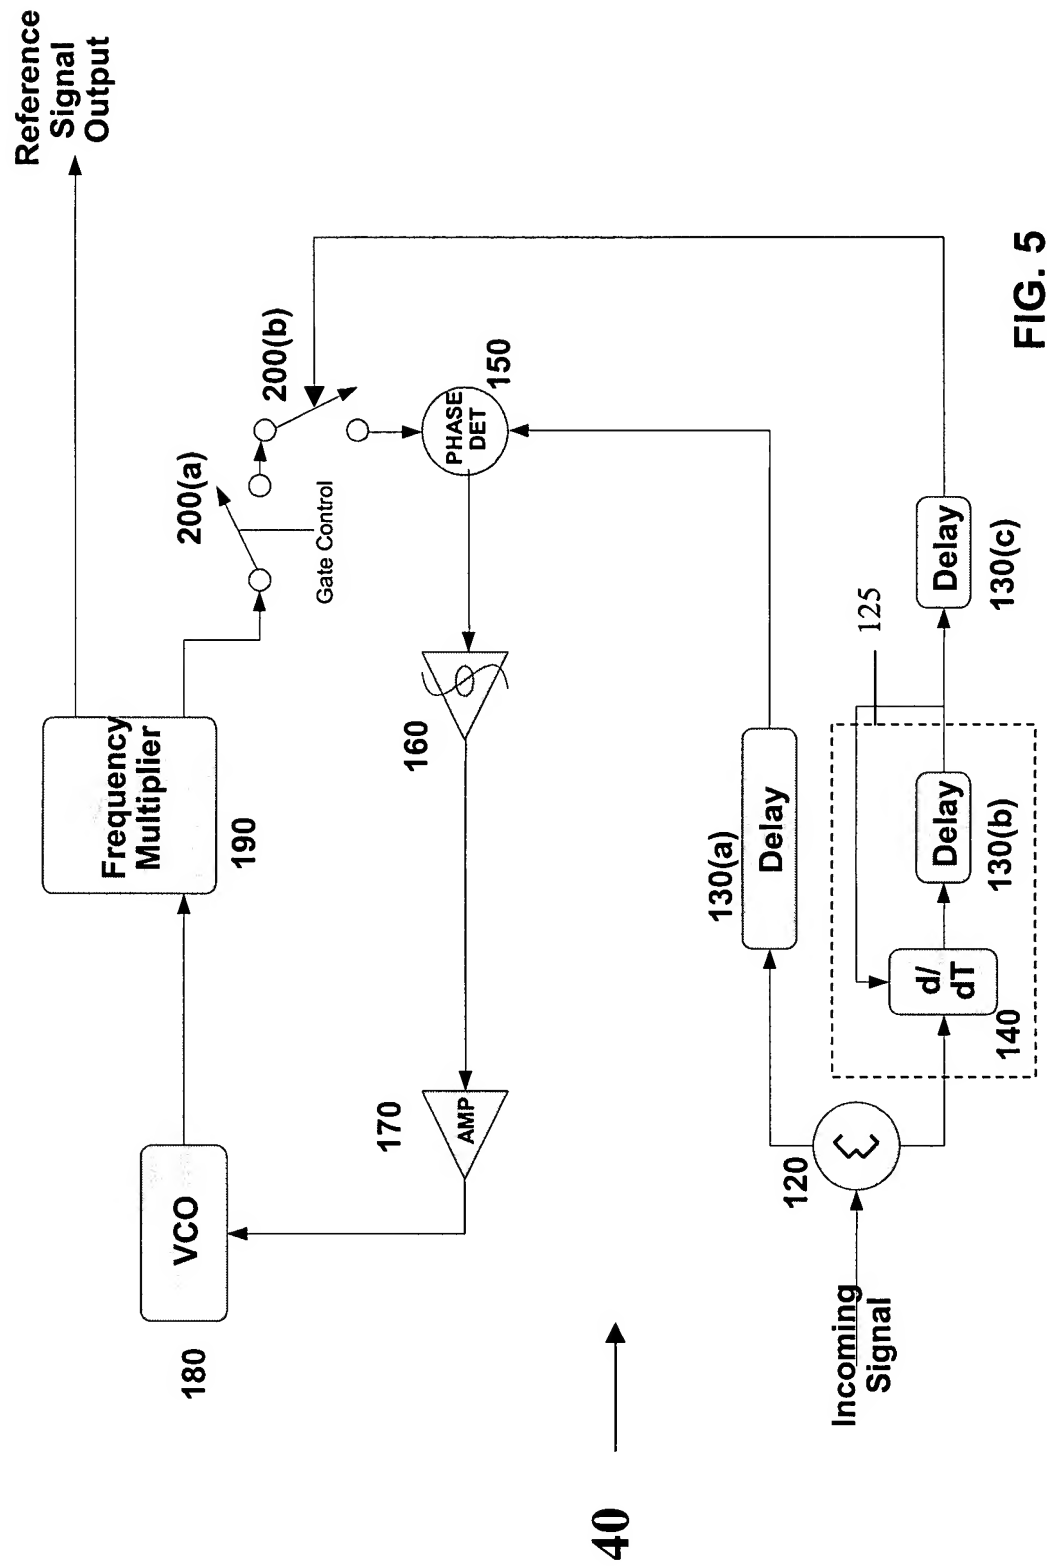 Reference
Signal
Output
Frequency
Multiplier
190
VCO
180
200(a)
200(b)
Gate Control
PHASE
DET
150
160
AMP
170
130(a)
Delay
125
120
Σ
d/
dT
140
Delay
130(b)
Delay
130(c)
Incoming
Signal
40
FIG. 5